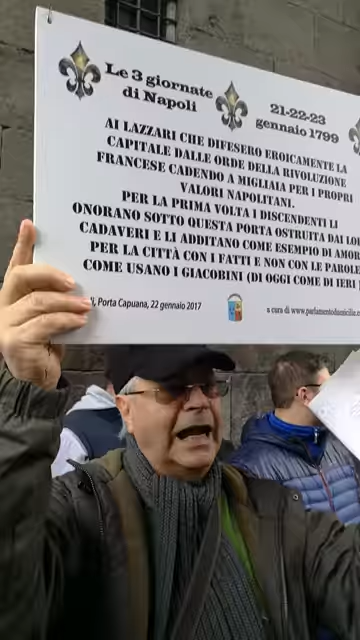 Le 3 giornate
di Napoli
21-22-23
gennaio 1799
AI LAZZARI CHE DIFESERO EROICAMENTE LA
CAPITALE DALLE ORDE DELLA RIVOLUZIONE
FRANCESE CADENDO A MIGLIAIA PER I PROPRI
VALORI NAPOLITANI.
PER LA PRIMA VOLTA I DISCENDENTI LI
ONORANO SOTTO QUESTA PORTA OSTRUITA DAI LORO
CADAVERI E LI ADDITANO COME ESEMPIO DI AMORE
PER LA CITTÀ CON I FATTI E NON CON LE PAROLE
COME USANO I GIACOBINI (DI OGGI COME DI IERI
Porta Capuana, 22 gennaio 2017
a cura di www.parlamentoduesicilie.